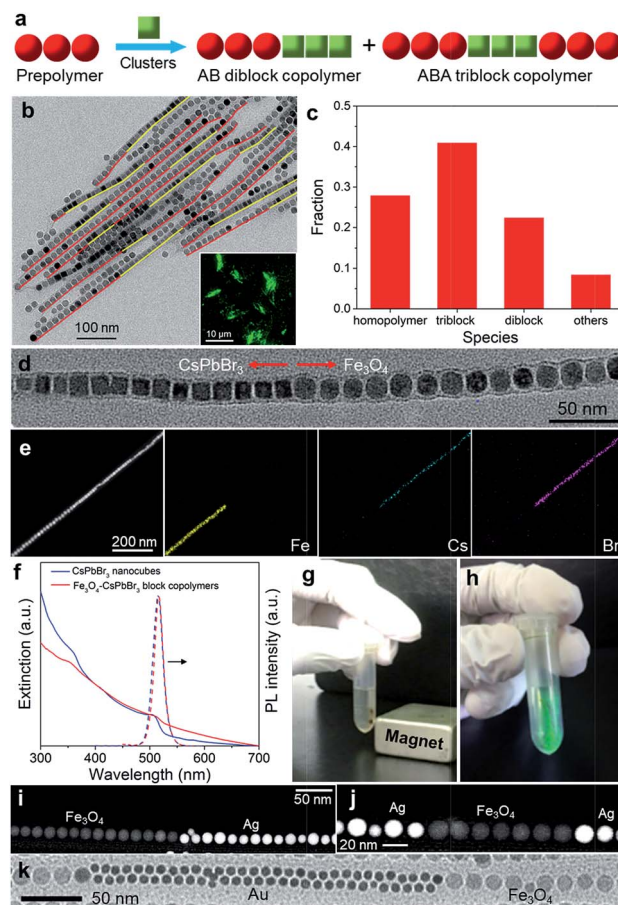 a
Prepolymer
Clusters
AB diblock copolymer
+
ABA triblock copolymer
b
100 nm
10 μm
c
Fraction
0.5
0.4
0.3
0.2
0.1
0.0
homopolymer triblock diblock others
Species
d
CsPbBr₃ Fe₃O₄
50 nm
e
200 nm
Fe
Cs
Br
f
CsPbBr₃ nanocubes
Fe₃O₄-CsPbBr₃ block copolymers
Extinction (a.u.)
PL intensity (a.u.)
300 400 500 600 700
Wavelength (nm)
g
Magnet
h
i
Fe₃O₄
50 nm
Ag
j
Ag
Fe₃O₄
Ag
20 nm
k
50 nm
Au
Fe₃O₄